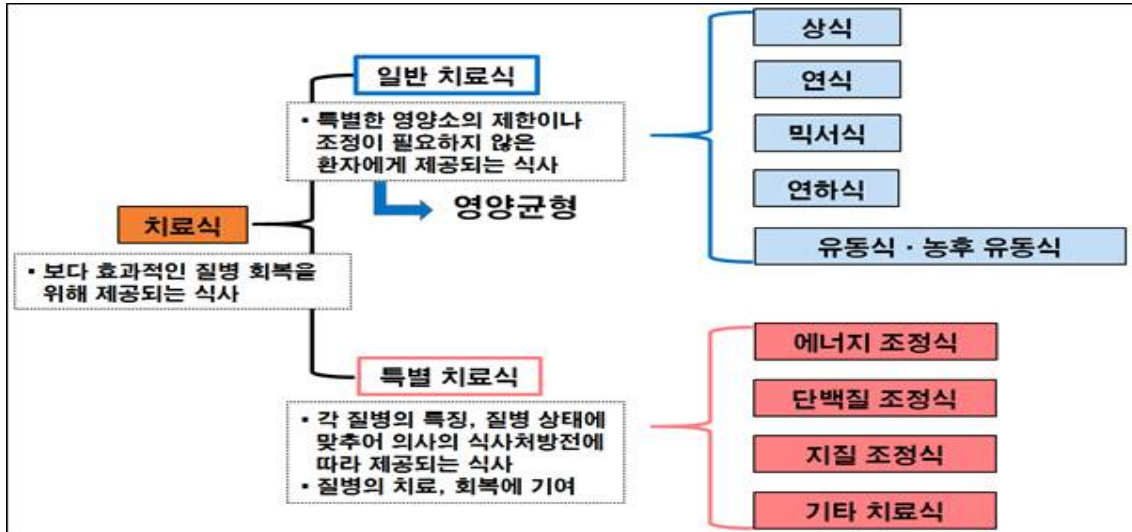 치료식
• 보다 효과적인 질병 회복을
위해 제공되는 식사
일반 치료식
• 특별한 영양소의 제한이나
조정이 필요하지 않은
환자에게 제공되는 식사
영양균형
상식
연식
믹서식
연하식
유동식 · 농후 유동식
특별 치료식
• 각 질병의 특징, 질병 상태에
맞추어 의사의 식사처방전에
따라 제공되는 식사
• 질병의 치료, 회복에 기여
에너지 조정식
단백질 조정식
지질 조정식
기타 치료식